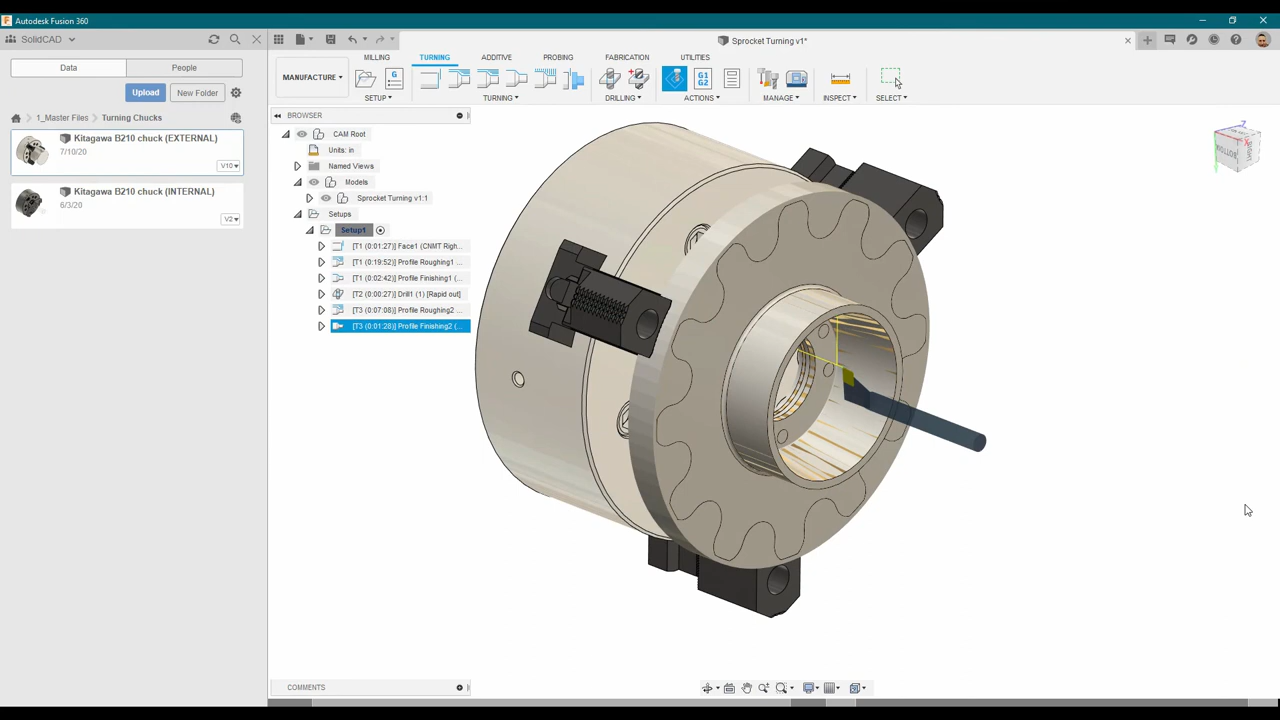 Autodesk Fusion 360
SolidCAD
Sprocket Turning v1*
Data
People
MILLING
TURNING
ADDITIVE
PROBING
FABRICATION
UTILITIES
MANUFACTURE
G
G1
G2
SETUP
TURNING
DRILLING
ACTIONS
MANAGE
INSPECT
SELECT
Upload
New Folder
1_Master Files
Turning Chucks
Kitagawa B210 chuck (EXTERNAL)
7/10/20
V10
Kitagawa B210 chuck (INTERNAL)
6/3/20
V2
BROWSER
CAM Root
Units: in
Named Views
Models
Sprocket Turning v1:1
Setups
Setup1
[T1 (0:01:27)] Face1 (CNMT Righ...
[T1 (0:19:52)] Profile Roughing1 ...
[T1 (0:02:42)] Profile Finishing1 (...
[T2 (0:00:27)] Drill1 (1) [Rapid out]
[T3 (0:07:08)] Profile Roughing2 ...
[T3 (0:01:28)] Profile Finishing2 (...
Z
BOTTOM
COMMENTS